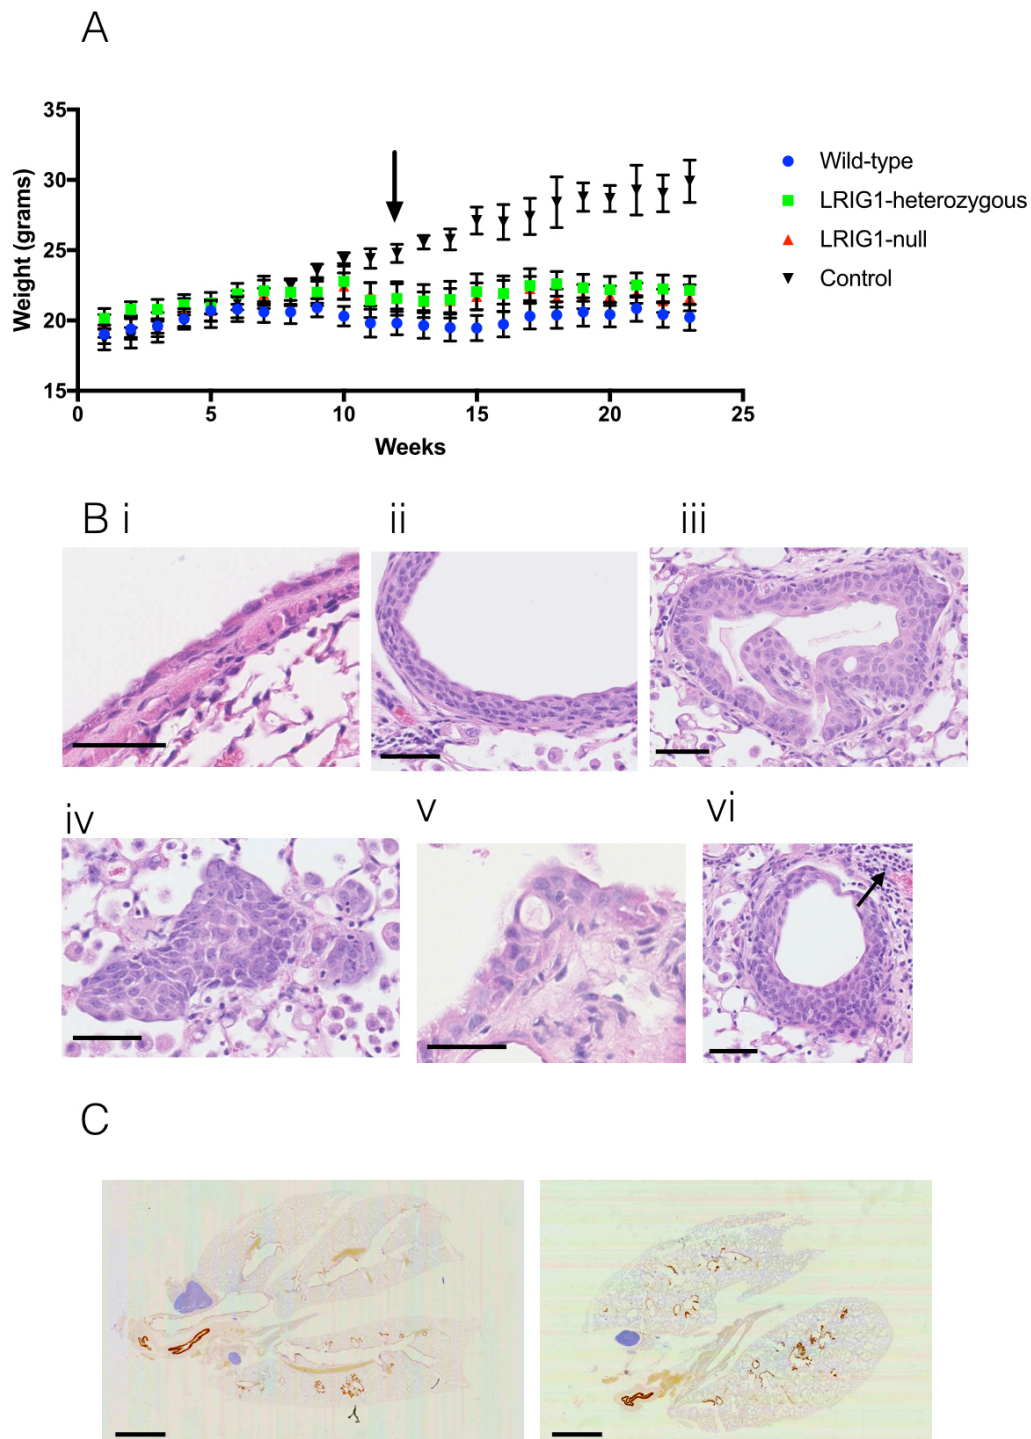 A
35
30
25
20
15
Weight (grams)
0
5
10
15
20
25
Weeks
Wild-type
LRIG1-heterozygous
LRIG1-null
Control
B i
ii
iii
iv
v
vi
C